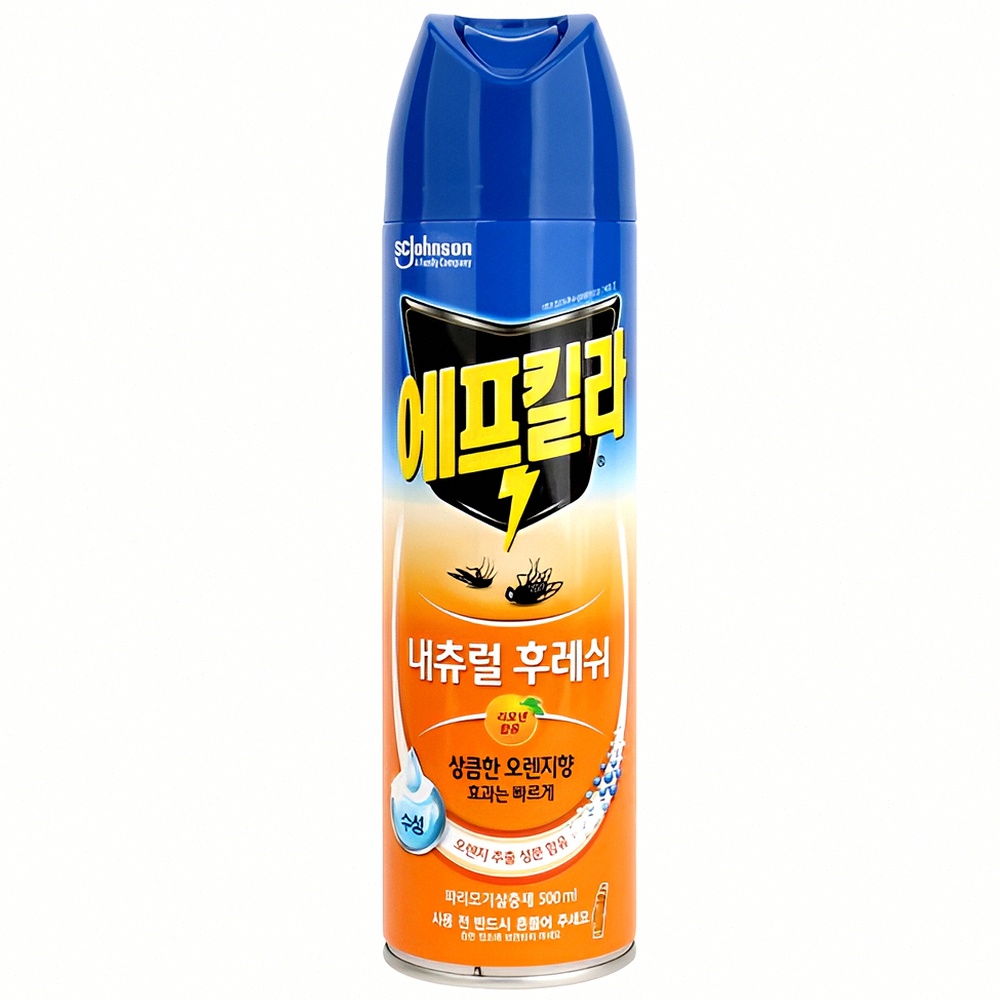 scjohnson
A Family Company
에프킬라
®
내츄럴 후레쉬
리모넨
함유
상큼한 오렌지향
효과는 빠르게
수성
오렌지 추출 성분 함유
파리모기살충제 500ml
사용 전 반드시 흔들어 주세요